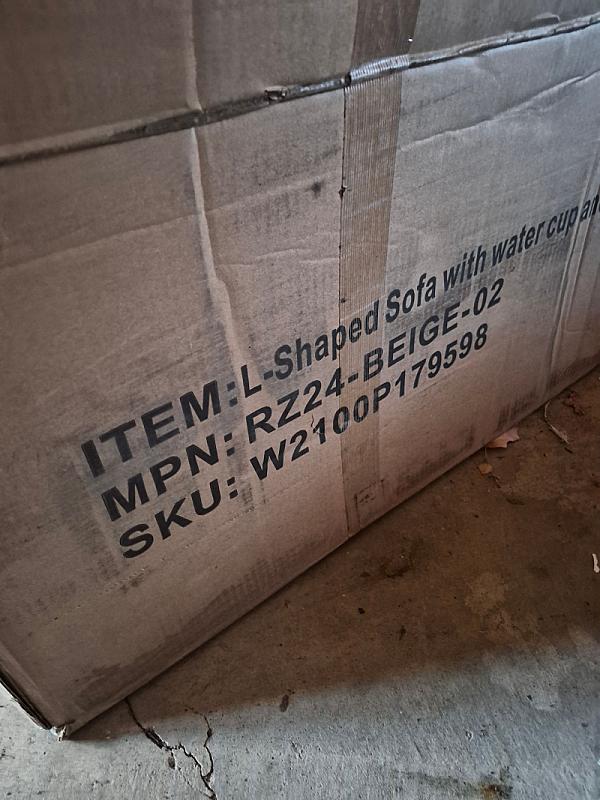 ITEM:L-Shaped Sofa with water cup
MPN: RZ24-BEIGE-02
SKU: W2100P179598